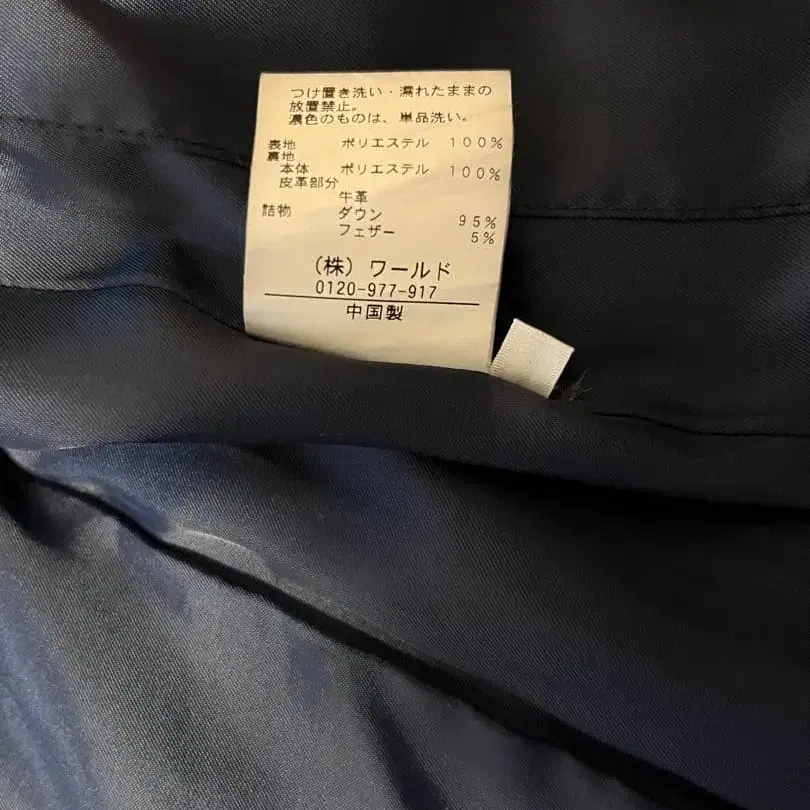 つけ置き洗い・濡れたままの
放置禁止。
濃色のものは、単品洗い。
表地 ポリエステル 100%
裏地
本体 ポリエステル 100%
皮革部分
牛革
詰物 ダウン 95%
フェザー 5%
(株) ワールド
0120-977-917
中国製